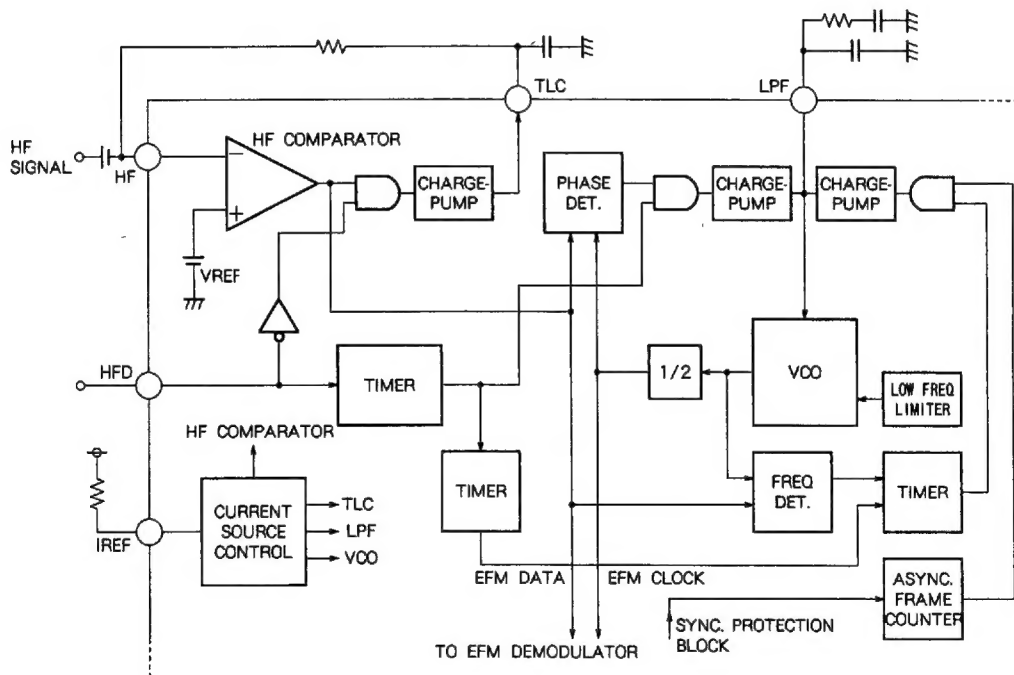 TLC
LPF
HF
SIGNAL
HF
HF COMPARATOR
−
+
VREF
CHARGE-
PUMP
PHASE
DET.
CHARGE-
PUMP
CHARGE-
PUMP
HFD
TIMER
1/2
VCO
LOW FREQ
LIMITER
HF COMPARATOR
TIMER
FREQ
DET.
TIMER
IREF
CURRENT
SOURCE
CONTROL
TLC
LPF
VCO
EFM DATA
EFM CLOCK
ASYNC.
FRAME
COUNTER
SYNC. PROTECTION
BLOCK
TO EFM DEMODULATOR